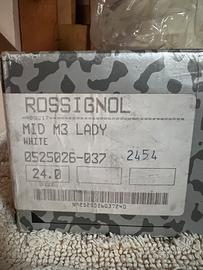 ROSSIGNOL
MID M3 LADY
WHITE
0525026-037 2454
24.0